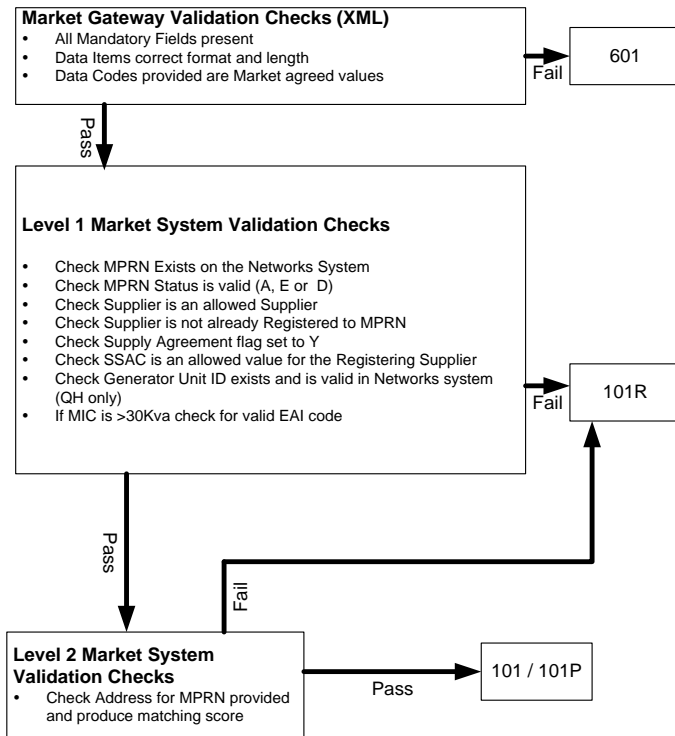 Market Gateway Validation Checks (XML)
• All Mandatory Fields present
• Data Items correct format and length
• Data Codes provided are Market agreed values
Fail
601
Pass
Level 1 Market System Validation Checks
• Check MPRN Exists on the Networks System
• Check MPRN Status is valid (A, E or D)
• Check Supplier is an allowed Supplier
• Check Supplier is not already Registered to MPRN
• Check Supply Agreement flag set to Y
• Check SSAC is an allowed value for the Registering Supplier
• Check Generator Unit ID exists and is valid in Networks system
(QH only)
• If MIC is >30Kva check for valid EAI code
Fail
101R
Pass
Fail
Level 2 Market System
Validation Checks
• Check Address for MPRN provided
and produce matching score
Pass
101 / 101P